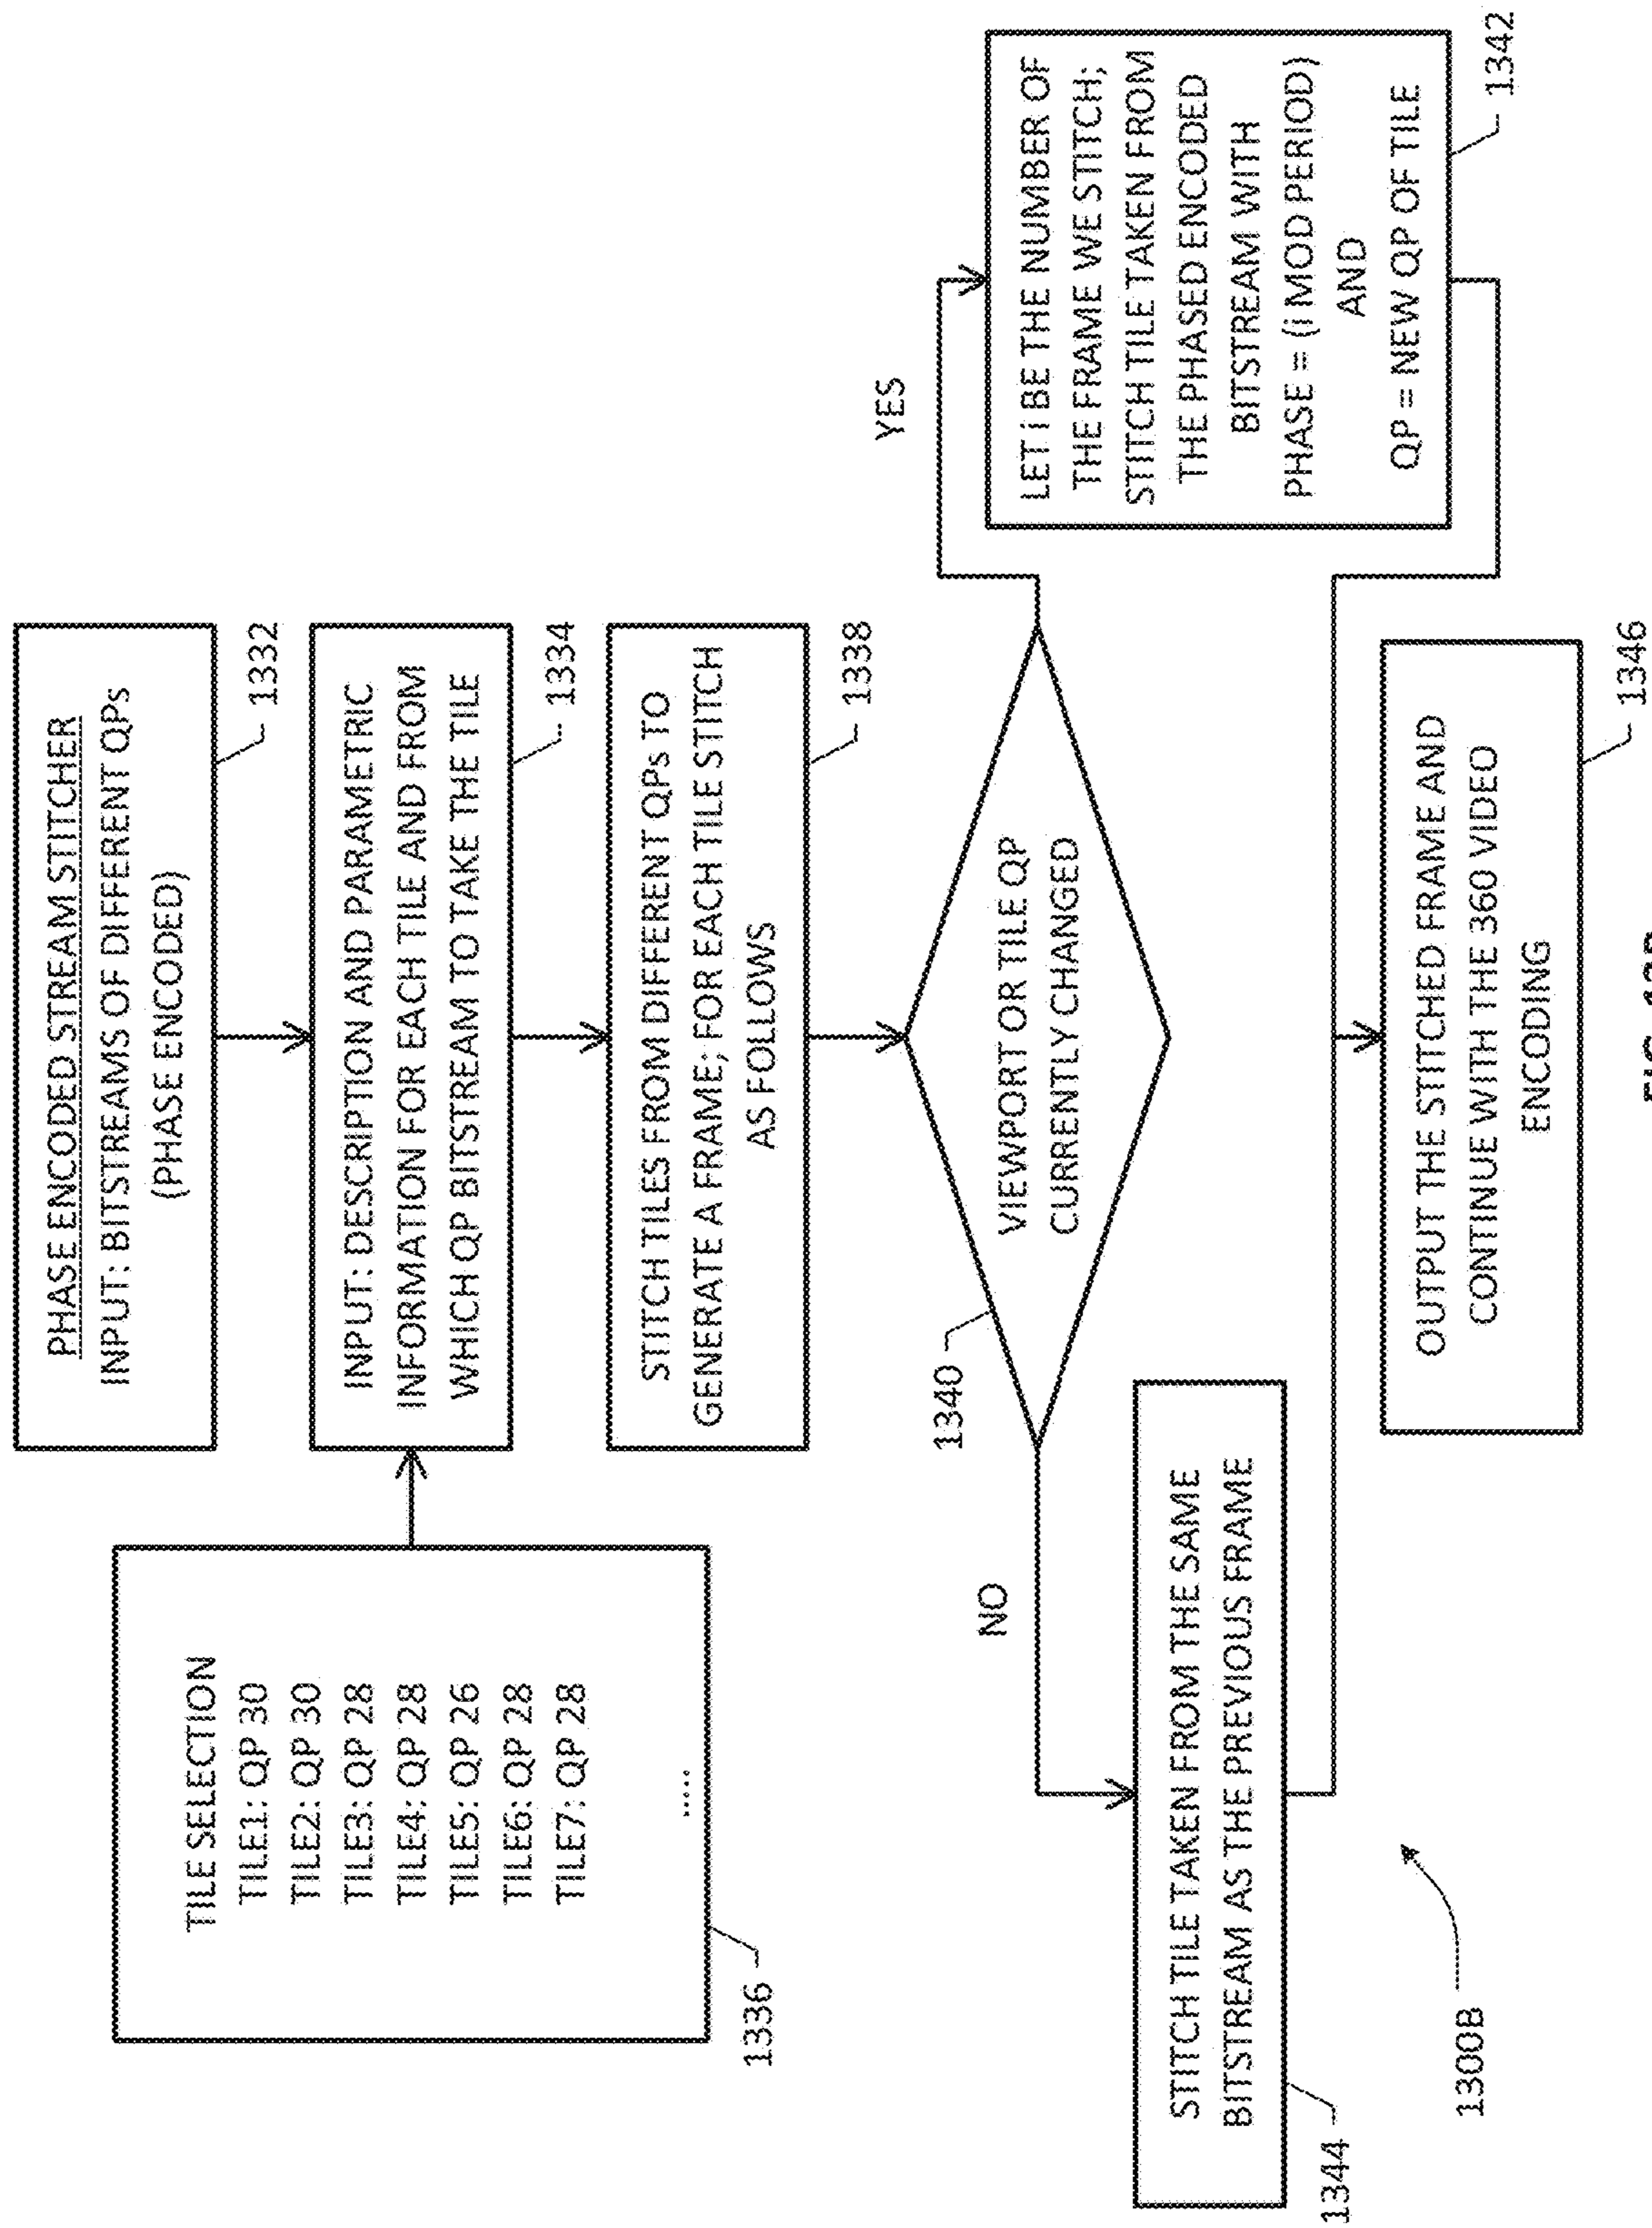 PHASE ENCODED STREAM STITCHER
INPUT: BITSTREAMS OF DIFFERENT QPs
(PHASE ENCODED)
1332
TILE SELECTION
TILE1: QP 30
TILE2: QP 30
TILE3: QP 28
TILE4: QP 28
TILE5: QP 26
TILE6: QP 28
TILE7: QP 28
.....
1336
INPUT: DESCRIPTION AND PARAMETRIC
INFORMATION FOR EACH TILE AND FROM
WHICH QP BITSTREAM TO TAKE THE TILE
1334
STITCH TILES FROM DIFFERENT QPs TO
GENERATE A FRAME; FOR EACH TILE STITCH
AS FOLLOWS
1338
1340
VIEWPORT OR TILE QP
CURRENTLY CHANGED
NO
YES
STITCH TILE TAKEN FROM THE SAME
BITSTREAM AS THE PREVIOUS FRAME
1344
LET i BE THE NUMBER OF
THE FRAME WE STITCH;
STITCH TILE TAKEN FROM
THE PHASED ENCODED
BITSTREAM WITH
PHASE = (i MOD PERIOD)
AND
QP = NEW QP OF TILE
1342
OUTPUT THE STITCHED FRAME AND
CONTINUE WITH THE 360 VIDEO
ENCODING
1346
1300B